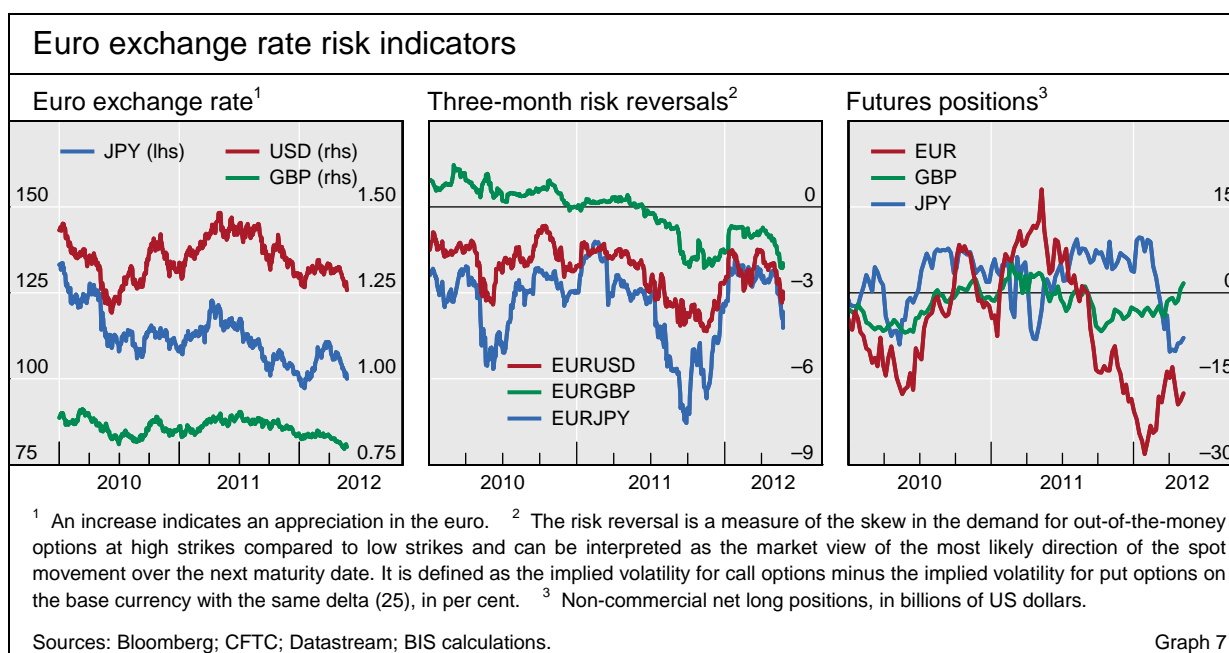 Euro exchange rate risk indicators
Euro exchange rate1
JPY (lhs)
USD (rhs)
GBP (rhs)
150
125
100
75
1.50
1.25
1.00
0.75
2010
2011
2012
Three-month risk reversals2
0
–3
–6
–9
EURUSD
EURGBP
EURJPY
2010
2011
2012
Futures positions3
EUR
GBP
JPY
15
0
–15
–30
2010
2011
2012
1 An increase indicates an appreciation in the euro. 2 The risk reversal is a measure of the skew in the demand for out-of-the-money
options at high strikes compared to low strikes and can be interpreted as the market view of the most likely direction of the spot
movement over the next maturity date. It is defined as the implied volatility for call options minus the implied volatility for put options on
the base currency with the same delta (25), in per cent. 3 Non-commercial net long positions, in billions of US dollars.
Sources: Bloomberg; CFTC; Datastream; BIS calculations.
Graph 7